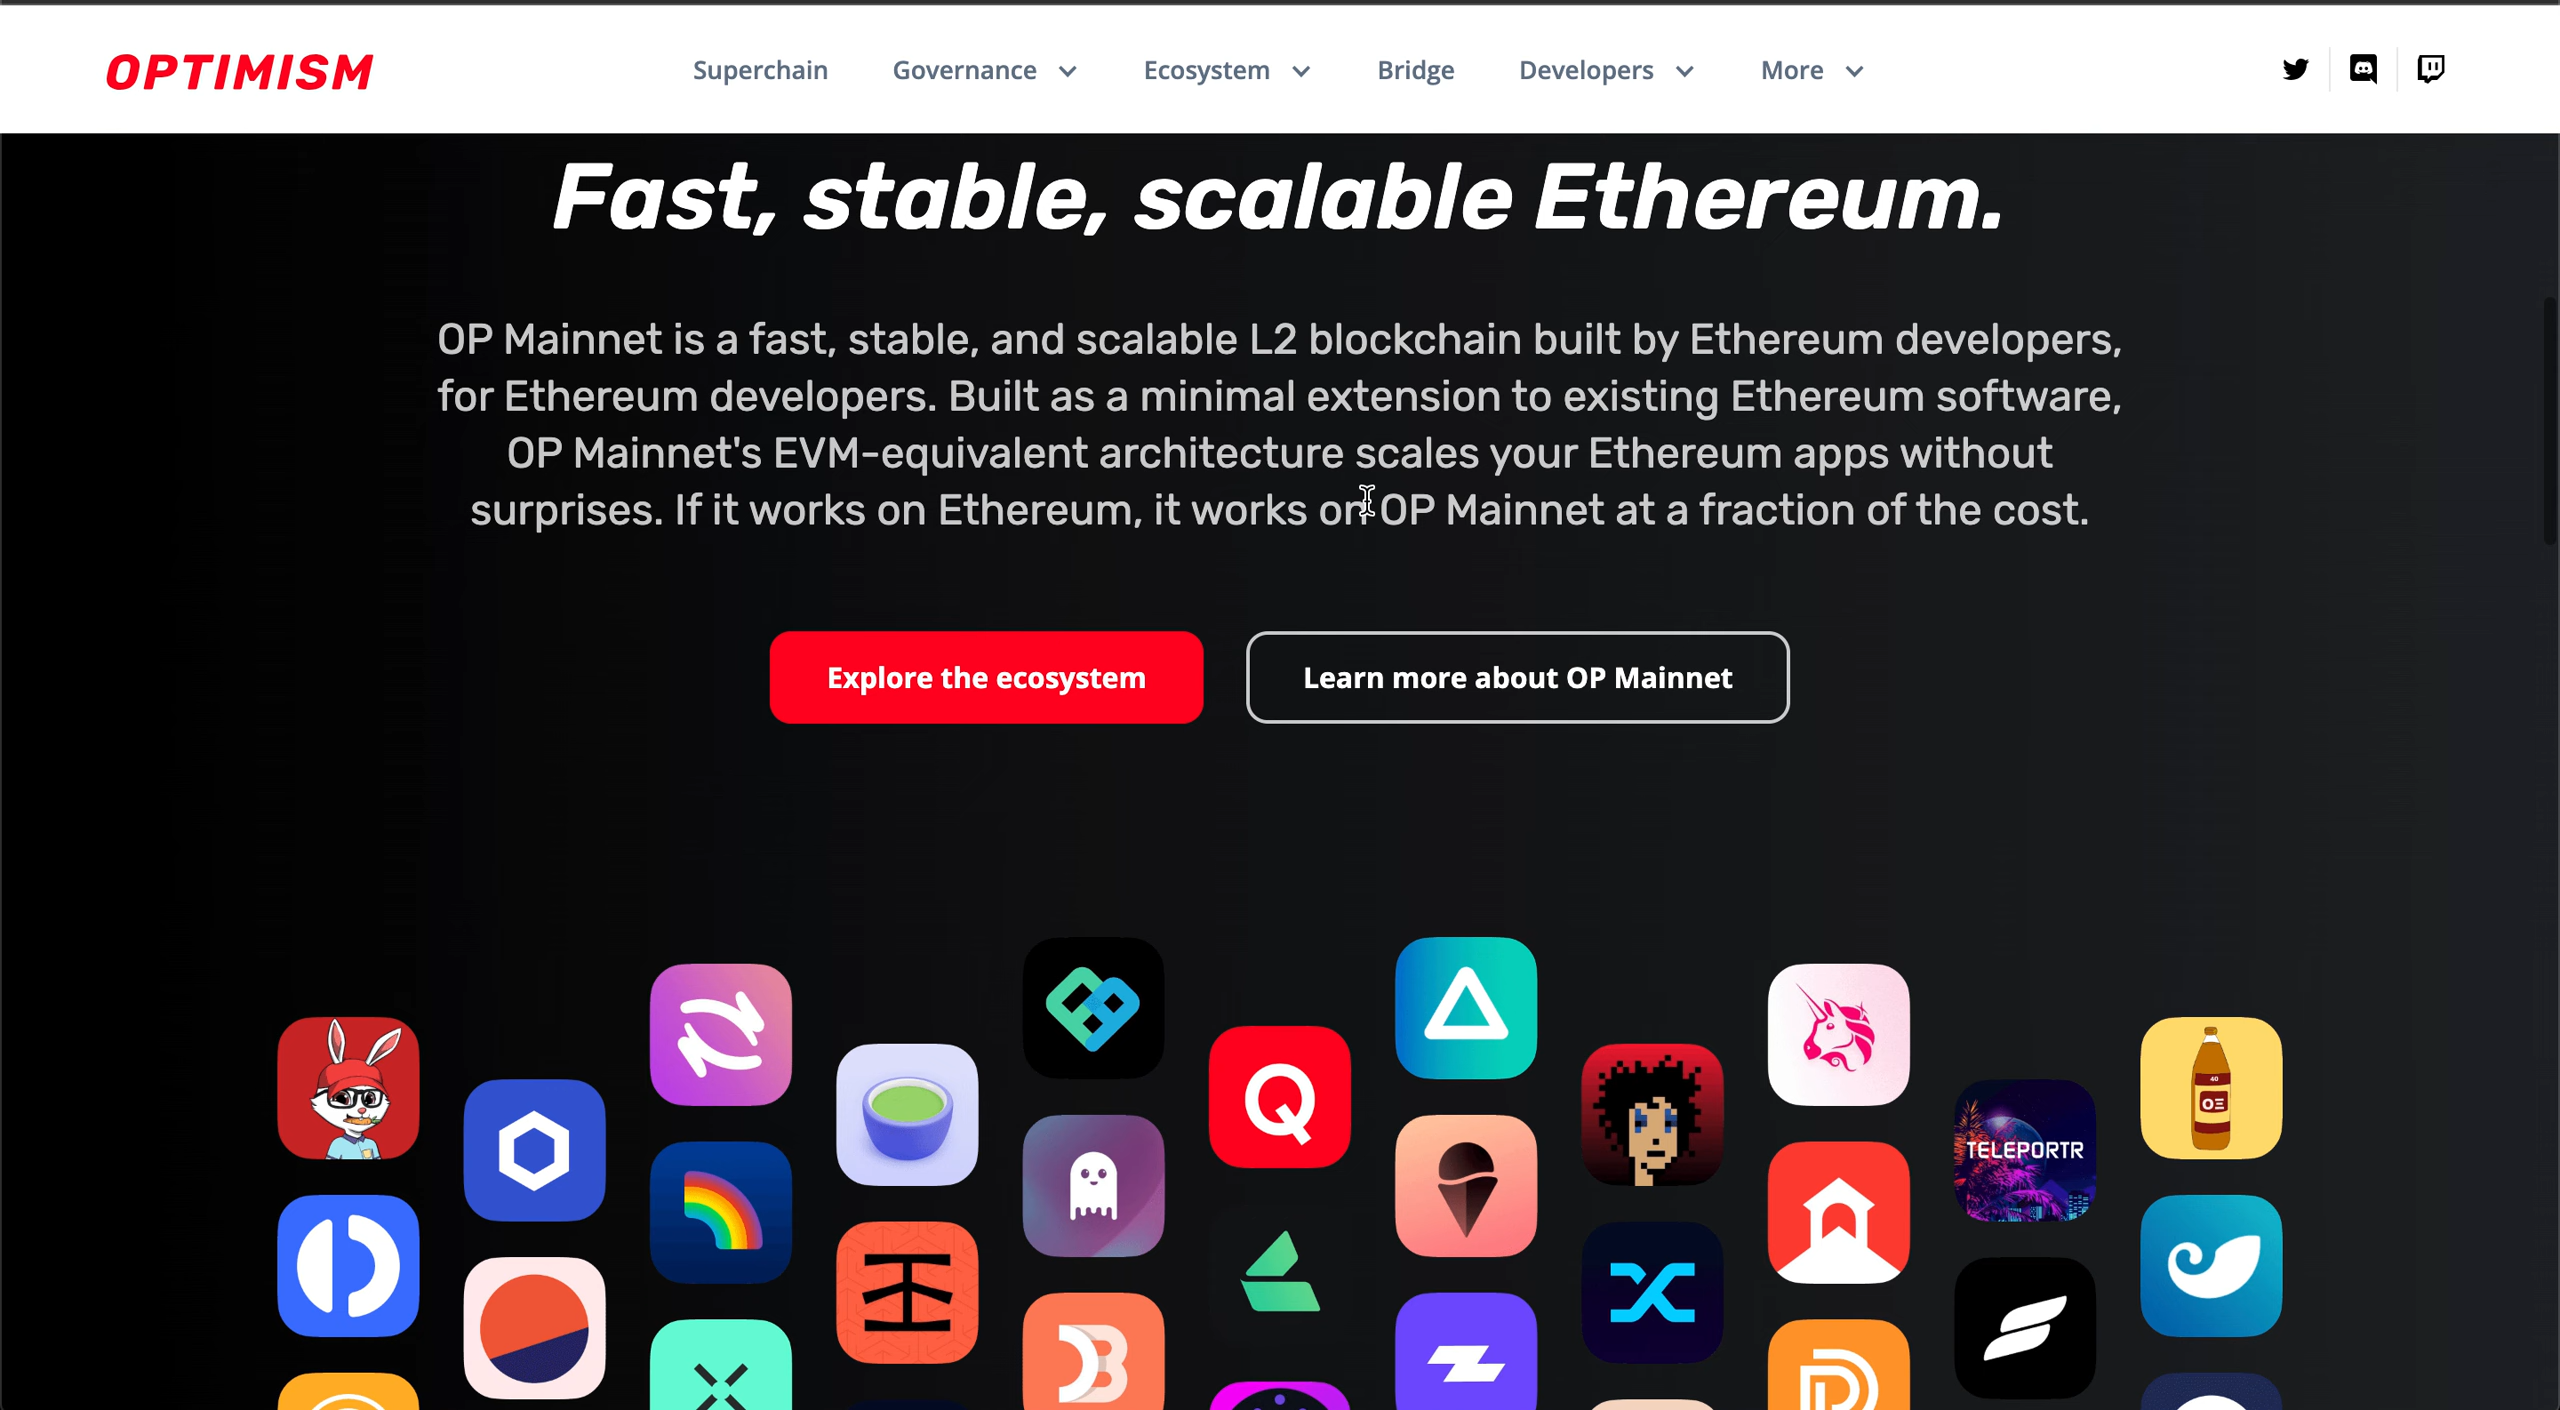 OPTIMISM
Superchain
Governance
Ecosystem
Bridge
Developers
More
Fast, stable, scalable Ethereum.
OP Mainnet is a fast, stable, and scalable L2 blockchain built by Ethereum developers,
for Ethereum developers. Built as a minimal extension to existing Ethereum software,
OP Mainnet's EVM-equivalent architecture scales your Ethereum apps without
surprises. If it works on Ethereum, it works on OP Mainnet at a fraction of the cost.
Explore the ecosystem
Learn more about OP Mainnet
Q
40
TELEPORTR